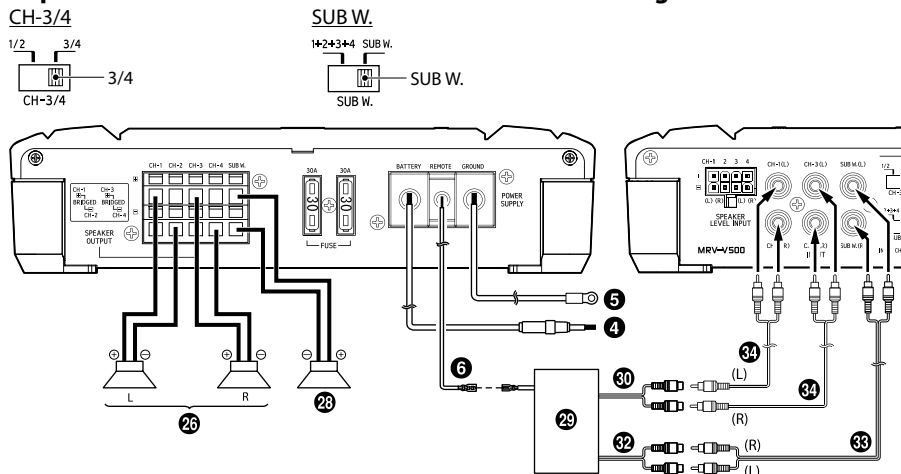 CH-3/4
1/2 3/4
3/4
CH-3/4
SUB W.
1+2+3+4 SUB W.
SUB W.
SUB W.
CH-1 CH-2 CH-3 CH-4 SUB W.
CH-1 CH-3
BRIDGED BRIDGED
CH-2 CH-4
SPEAKER
OUTPUT
30A 30A
30 30
FUSE
BATTERY REMOTE GROUND
POWER
SUPPLY
CH-1 2 3 4
(L) (R) (L) (R)
SPEAKER
LEVEL INPUT
MRV-V500
CH-1(L) CH-3(L) SUB W.(L)
SUB W.(R)
1/2
5
4
6
L R
26
28
29
30
32
34
(L)
34
(R)
(R)
33
(L)